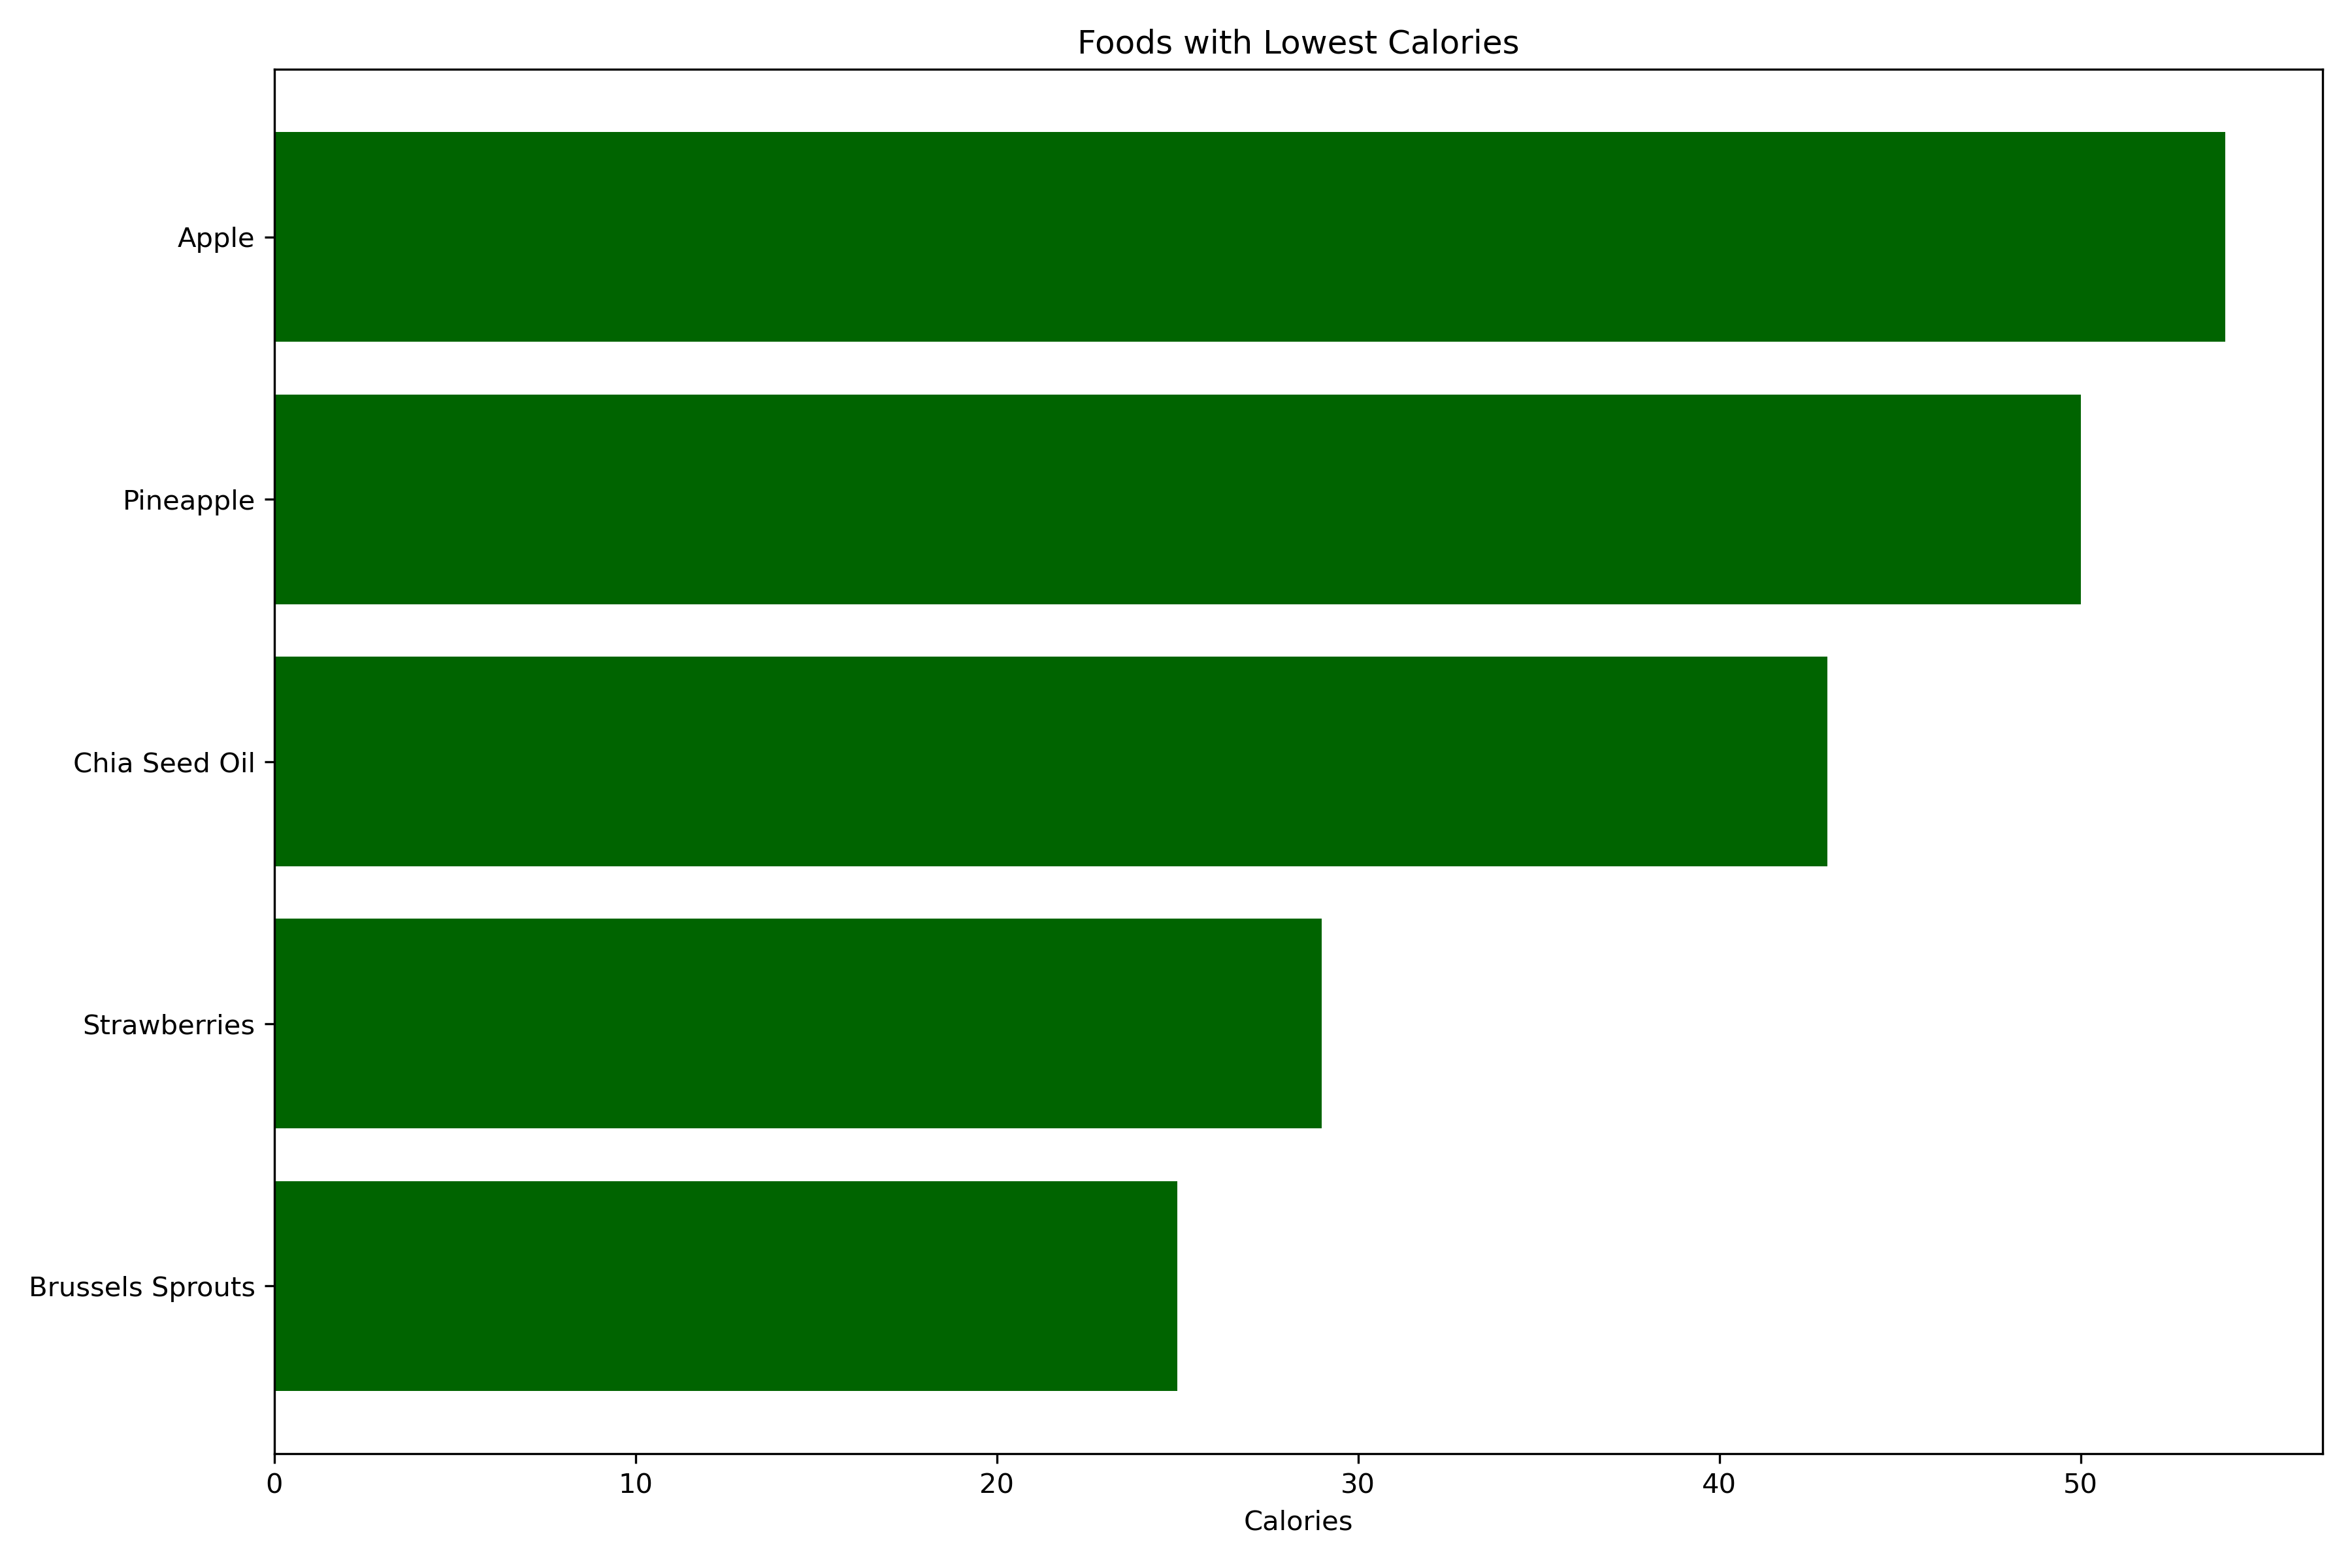 Foods with Lowest Calories
Apple
Pineapple
Chia Seed Oil
Strawberries
Brussels Sprouts
0 10 20 30 40 50
Calories